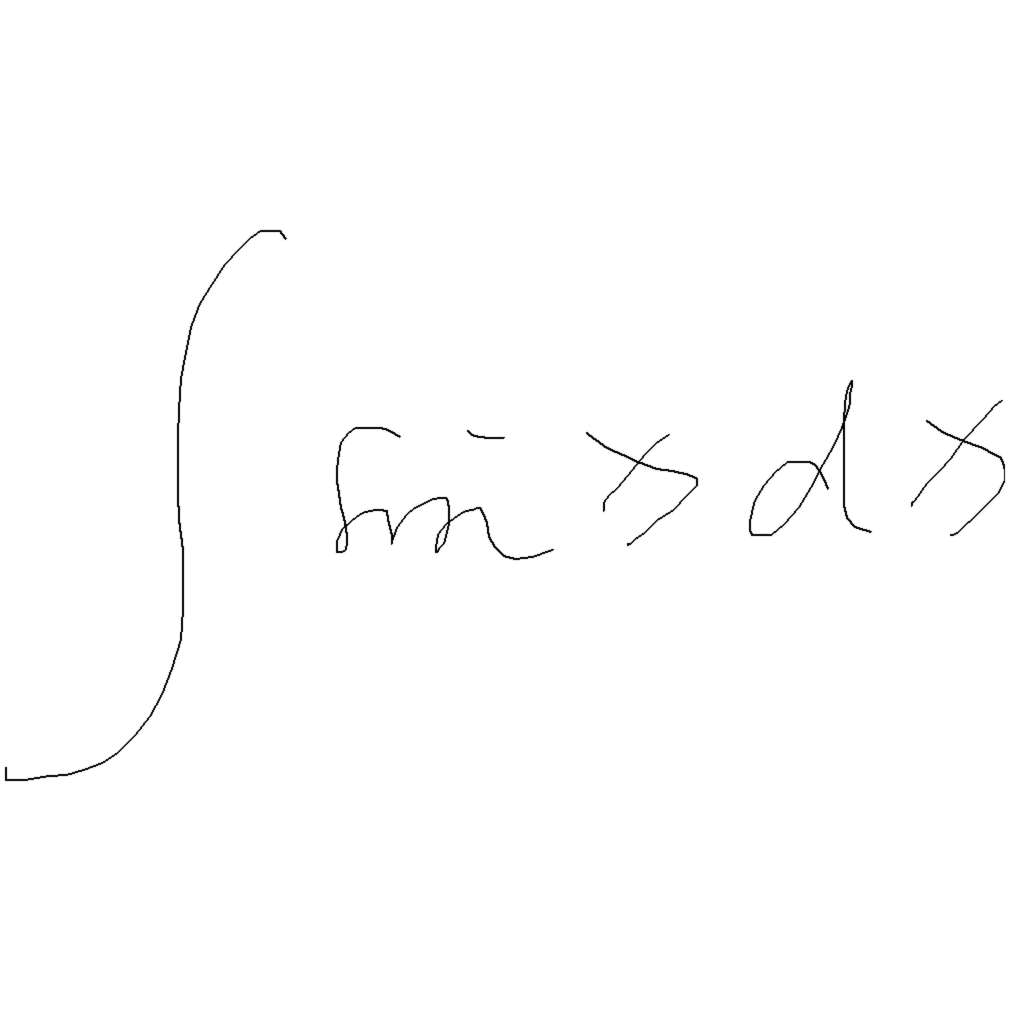 ∫ sin x dx